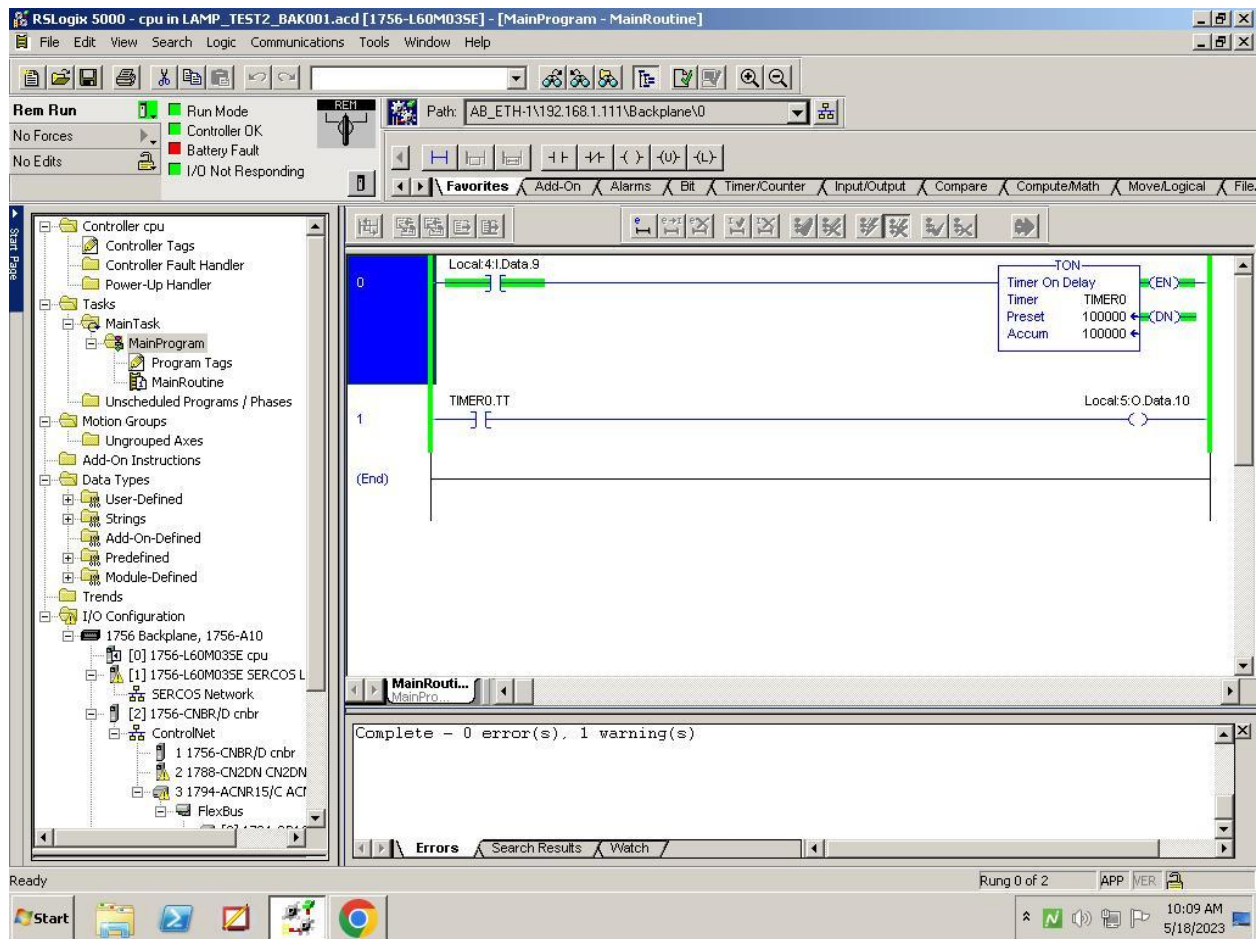 RSLogix 5000 - cpu in LAMP_TEST2_BAK001.acd [1756-L60M03SE] - [MainProgram - MainRoutine]
File Edit View Search Logic Communications Tools Window Help
Rem Run
No Forces
No Edits
Run Mode
Controller OK
Battery Fault
I/O Not Responding
REM
Path: AB_ETH-1\192.168.1.111\Backplane\0
Favorites Add-On Alarms Bit Timer/Counter Input/Output Compare Compute/Math Move/Logical File
Start Page
Controller cpu
Controller Tags
Controller Fault Handler
Power-Up Handler
Tasks
MainTask
MainProgram
Program Tags
MainRoutine
Unscheduled Programs / Phases
Motion Groups
Ungrouped Axes
Add-On Instructions
Data Types
User-Defined
Strings
Add-On-Defined
Predefined
Module-Defined
Trends
I/O Configuration
1756 Backplane, 1756-A10
[0] 1756-L60M03SE cpu
[1] 1756-L60M03SE SERCOS L
SERCOS Network
[2] 1756-CNBR/D cnbr
ControlNet
1 1756-CNBR/D cnbr
2 1788-CN2DN CN2DN
3 1794-ACNR15/C ACN
FlexBus
0
Local:4:I.Data.9
TON
Timer On Delay
Timer TIMER0
Preset 100000
Accum 100000
(EN)
(DN)
1
TIMER0.TT
Local:5:O.Data.10
(End)
MainRouti...
MainPro...
Complete - 0 error(s), 1 warning(s)
Errors Search Results Watch
Ready
Rung 0 of 2 APP VER
Start
10:09 AM
5/18/2023